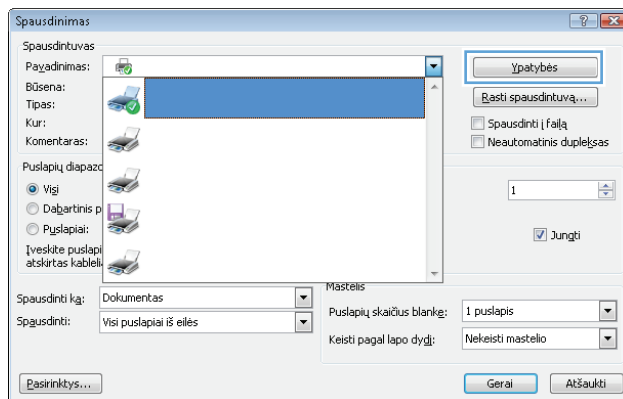 Spausdinimas
Spausdintuvas
Pavadinimas:
Ypatybės
Būsena:
Tipas:
Rasti spausdintuvą...
Kur:
Spausdinti į failą
Komentaras:
Neautomatinis dupleksas
Puslapių diapazo
Visi
1
Dabartinis p
Puslapiai:
Jungti
Įveskite puslapi
atskirtas kableli
Mastelis
Spausdinti ką: Dokumentas
Puslapių skaičius blanke: 1 puslapis
Spausdinti: Visi puslapiai iš eilės
Keisti pagal lapo dydį: Nekeisti mastelio
Pasirinktys...
Gerai
Atšaukti